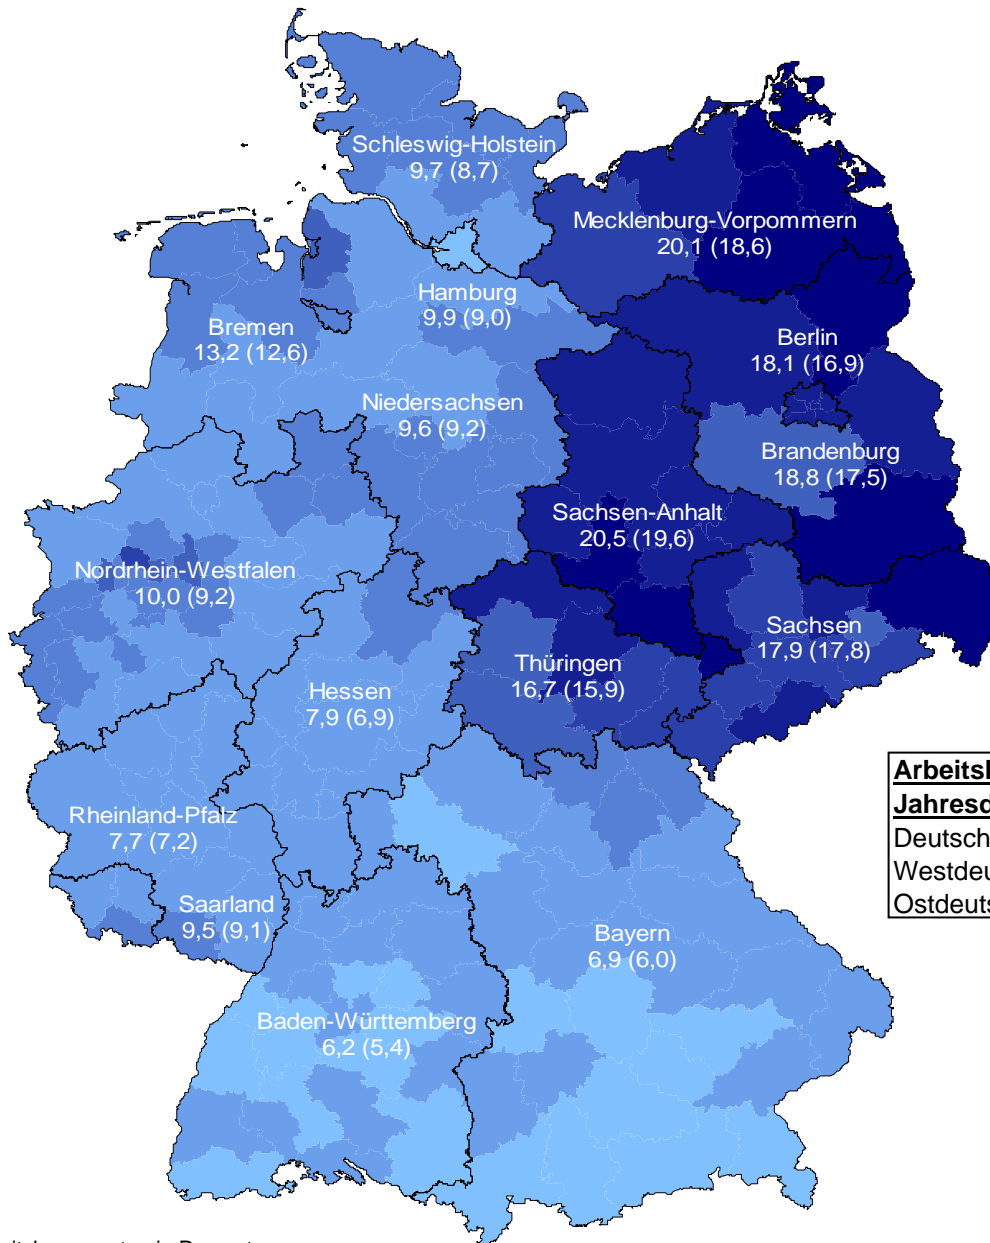 Schleswig-Holstein
9,7 (8,7)
Mecklenburg-Vorpommern
20,1 (18,6)
Hamburg
9,9 (9,0)
Bremen
13,2 (12,6)
Berlin
18,1 (16,9)
Niedersachsen
9,6 (9,2)
Brandenburg
18,8 (17,5)
Sachsen-Anhalt
20,5 (19,6)
Nordrhein-Westfalen
10,0 (9,2)
Sachsen
17,9 (17,8)
Thüringen
16,7 (15,9)
Hessen
7,9 (6,9)
Rheinland-Pfalz
7,7 (7,2)
Saarland
9,5 (9,1)
Bayern
6,9 (6,0)
Baden-Württemberg
6,2 (5,4)
Jahresd
Deutsch
Westdeu
Ostdeuts